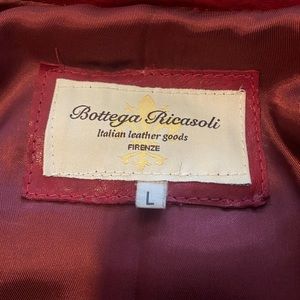 Bottega Ricasoli
Italian leather goods
FIRENZE
L